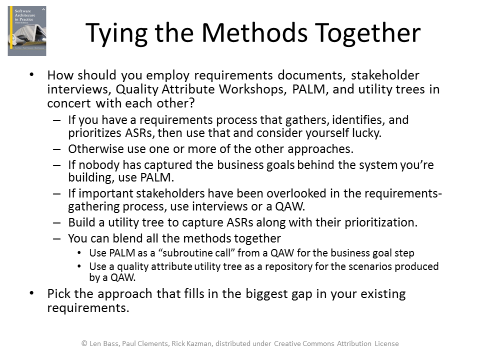 Software
Architecture
in Practice
Tying the Methods Together
• How should you employ requirements documents, stakeholder
interviews, Quality Attribute Workshops, PALM, and utility trees in
concert with each other?
– If you have a requirements process that gathers, identifies, and
prioritizes ASRs, then use that and consider yourself lucky.
– Otherwise use one or more of the other approaches.
– If nobody has captured the business goals behind the system you're
building, use PALM.
– If important stakeholders have been overlooked in the requirements-
gathering process, use interviews or a QAW.
– Build a utility tree to capture ASRs along with their prioritization.
– You can blend all the methods together
• Use PALM as a “subroutine call” from a QAW for the business goal step
• Use a quality attribute utility tree as a repository for the scenarios produced
by a QAW.
• Pick the approach that fills in the biggest gap in your existing
requirements.
© Len Bass, Paul Clements, Rick Kazman, distributed under Creative Commons Attribution License